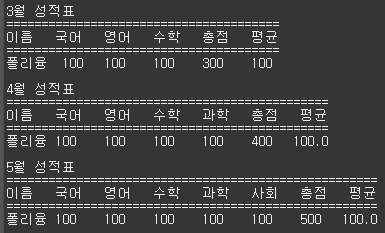 3월 성적표
========================================
이름 국어 영어 수학 총점 평균
========================================
폴리융 100 100 100 300 100
4월 성적표
===============================================
이름 국어 영어 수학 과학 총점 평균
===============================================
폴리융 100 100 100 100 400 100.0
5월 성적표
======================================================
이름 국어 영어 수학 과학 사회 총점 평균
======================================================
폴리융 100 100 100 100 100 500 100.0